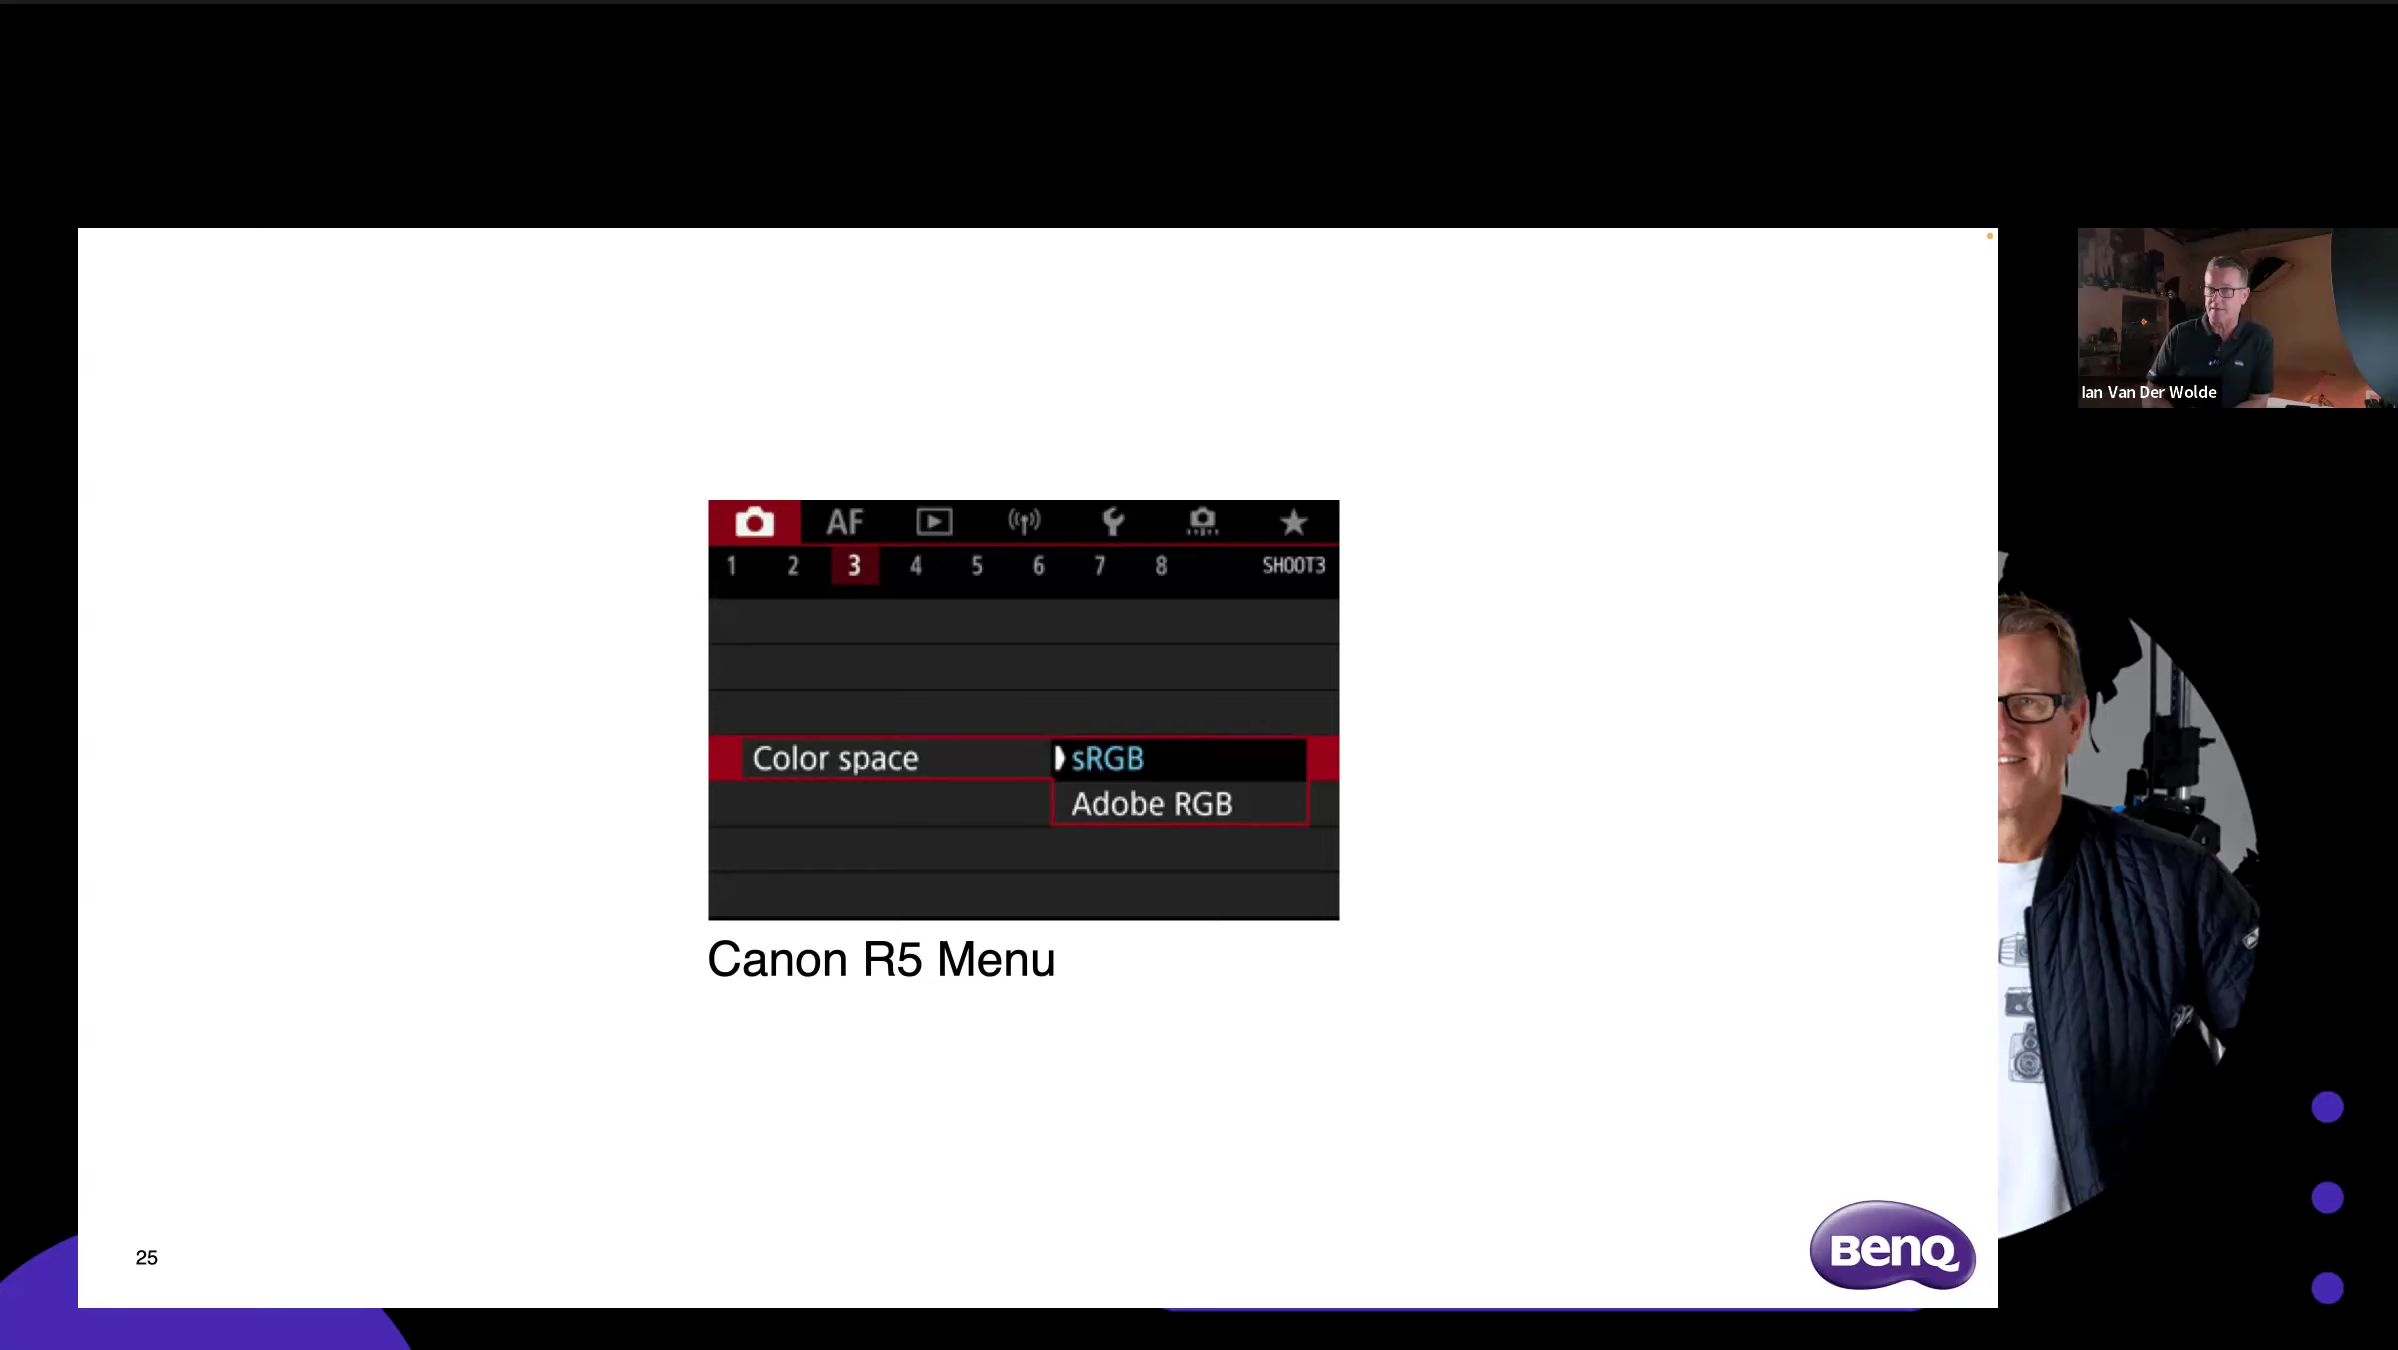 Ian Van Der Wolde
AF
1 2 3 4 5 6 7 8 SHOOT3
Color space sRGB
Adobe RGB
Canon R5 Menu
25
BenQ